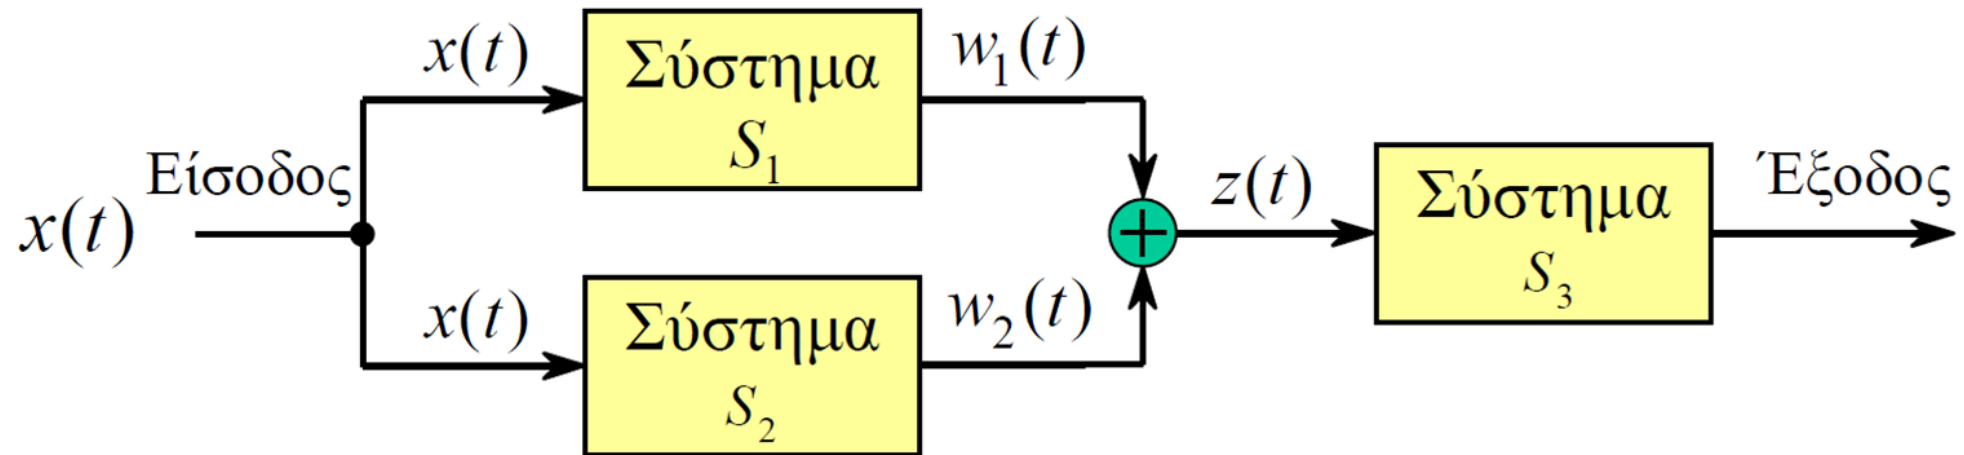 x(t)
Είσοδος
x(t)
Σύστημα
S₁
w₁(t)
x(t)
Σύστημα
S₂
w₂(t)
z(t)
Σύστημα
S₃
Έξοδος